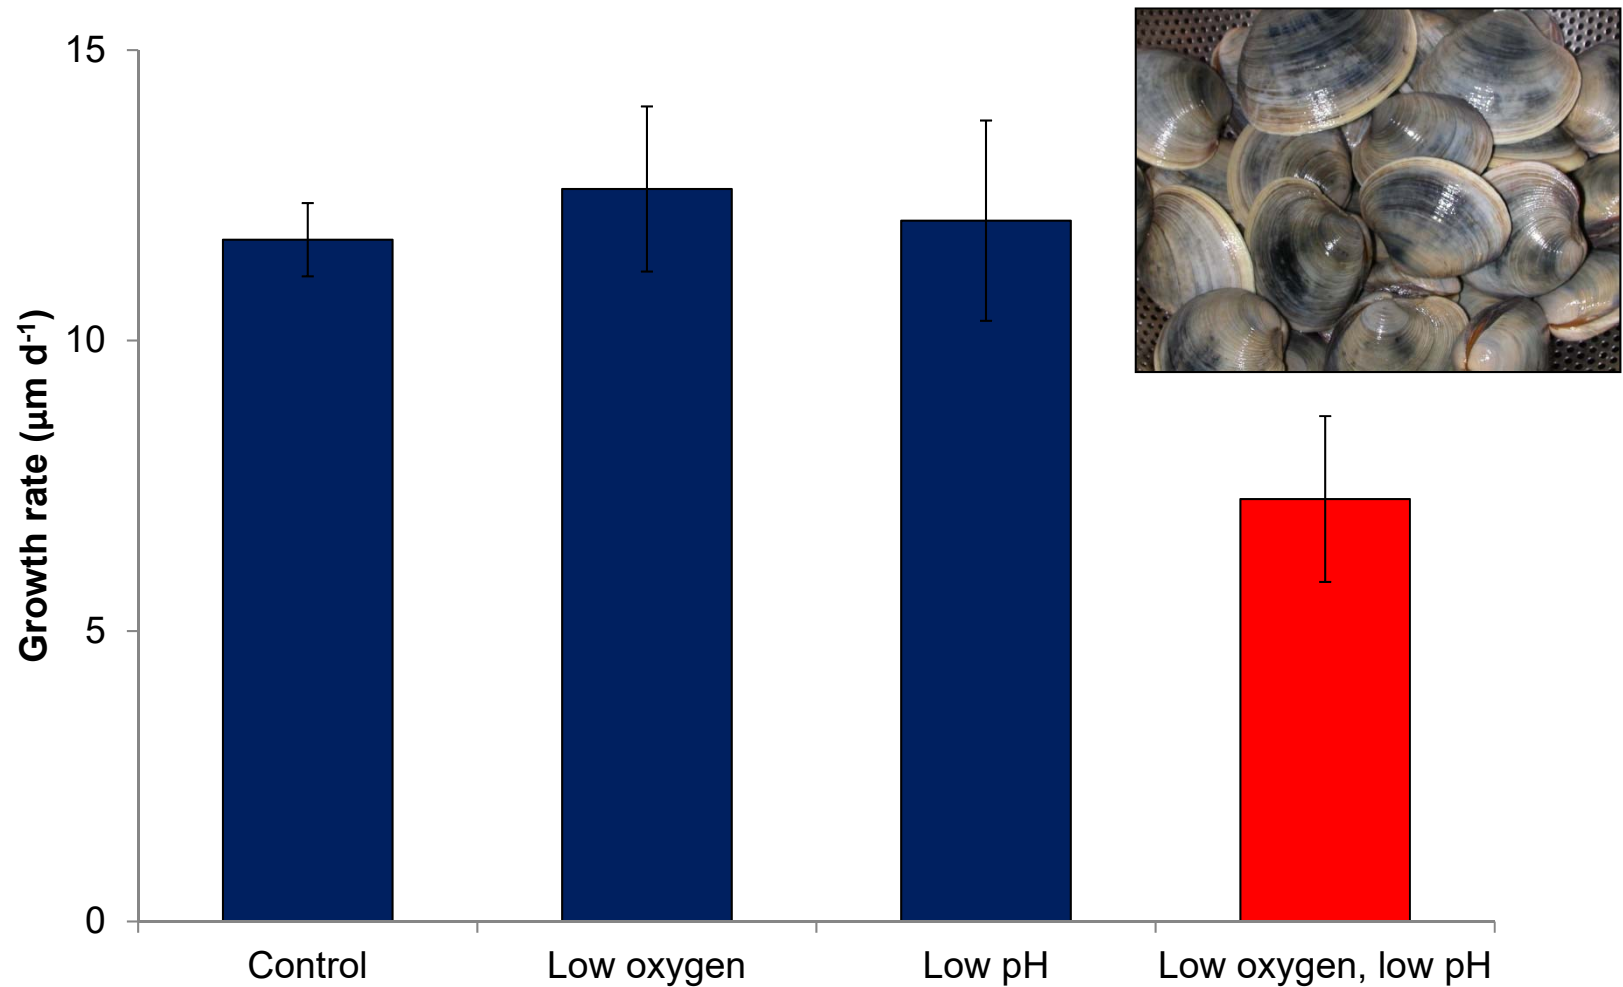 15
10
5
0
Growth rate (µm d⁻¹)
Control
Low oxygen
Low pH
Low oxygen, low pH